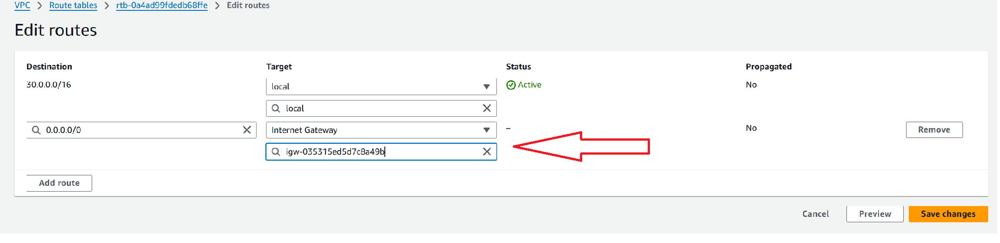 VPC > Route tables > rtb-0a4ad99fdedb68ffe > Edit routes
Edit routes
Destination Target Status Propagated
30.0.0.0/16 local Active No
local
0.0.0.0/0 Internet Gateway – No Remove
igw-035315ed5d7c8a49b
Add route
Cancel Preview Save changes